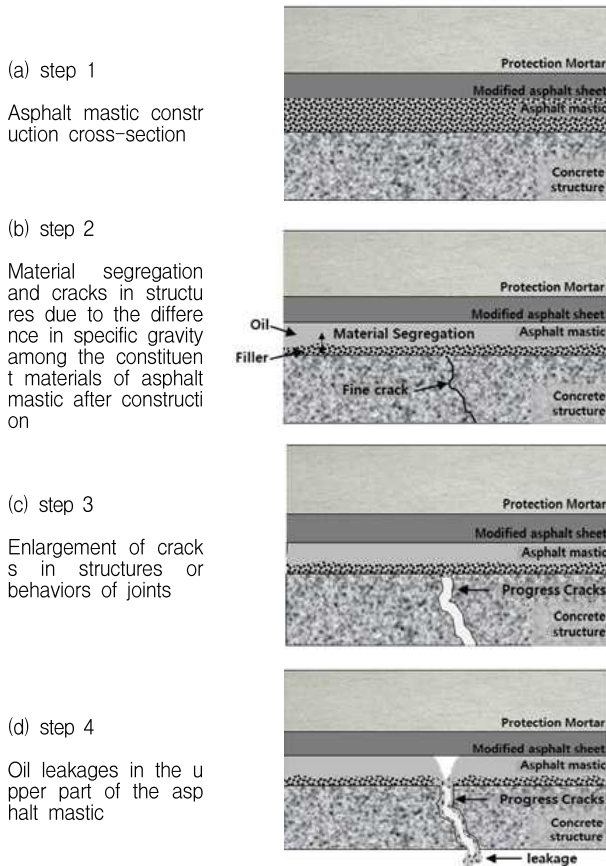 (a) step 1
Asphalt mastic constr
uction cross-section
Protection Mortar
Modified asphalt sheet
Asphalt mastic
Concrete
structure
(b) step 2
Material segregation
and cracks in structu
res due to the differe
nce in specific gravity
among the constituen
t materials of asphalt
mastic after constructi
on
Protection Mortar
Modified asphalt sheet
Oil
Material Segregation
Asphalt mastic
Filler
Fine crack
Concrete
structure
(c) step 3
Enlargement of crack
s in structures or
behaviors of joints
Protection Mortar
Modified asphalt sheet
Asphalt mastic
Progress Cracks
Concrete
structure
(d) step 4
Oil leakages in the u
pper part of the asp
halt mastic
Protection Mortar
Modified asphalt sheet
Asphalt mastic
Progress Cracks
Concrete
structure
leakage